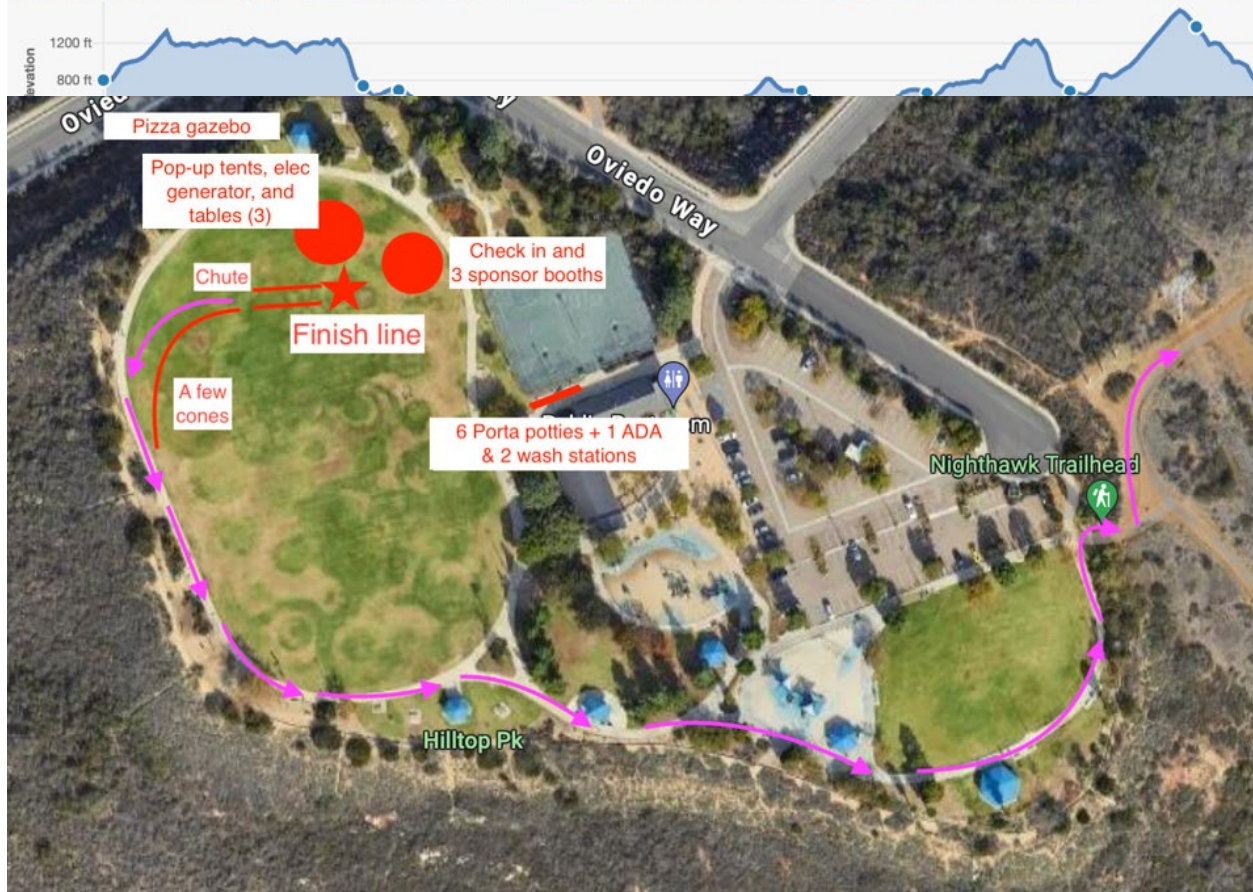 1200 ft
800 ft
Pizza gazebo
Oviedo Way
Pop-up tents, elec
generator, and
tables (3)
Check in and
3 sponsor booths
Chute
Finish line
A few
cones
6 Porta potties + 1 ADA
& 2 wash stations
Nighthawk Trailhead
Hilltop Pk